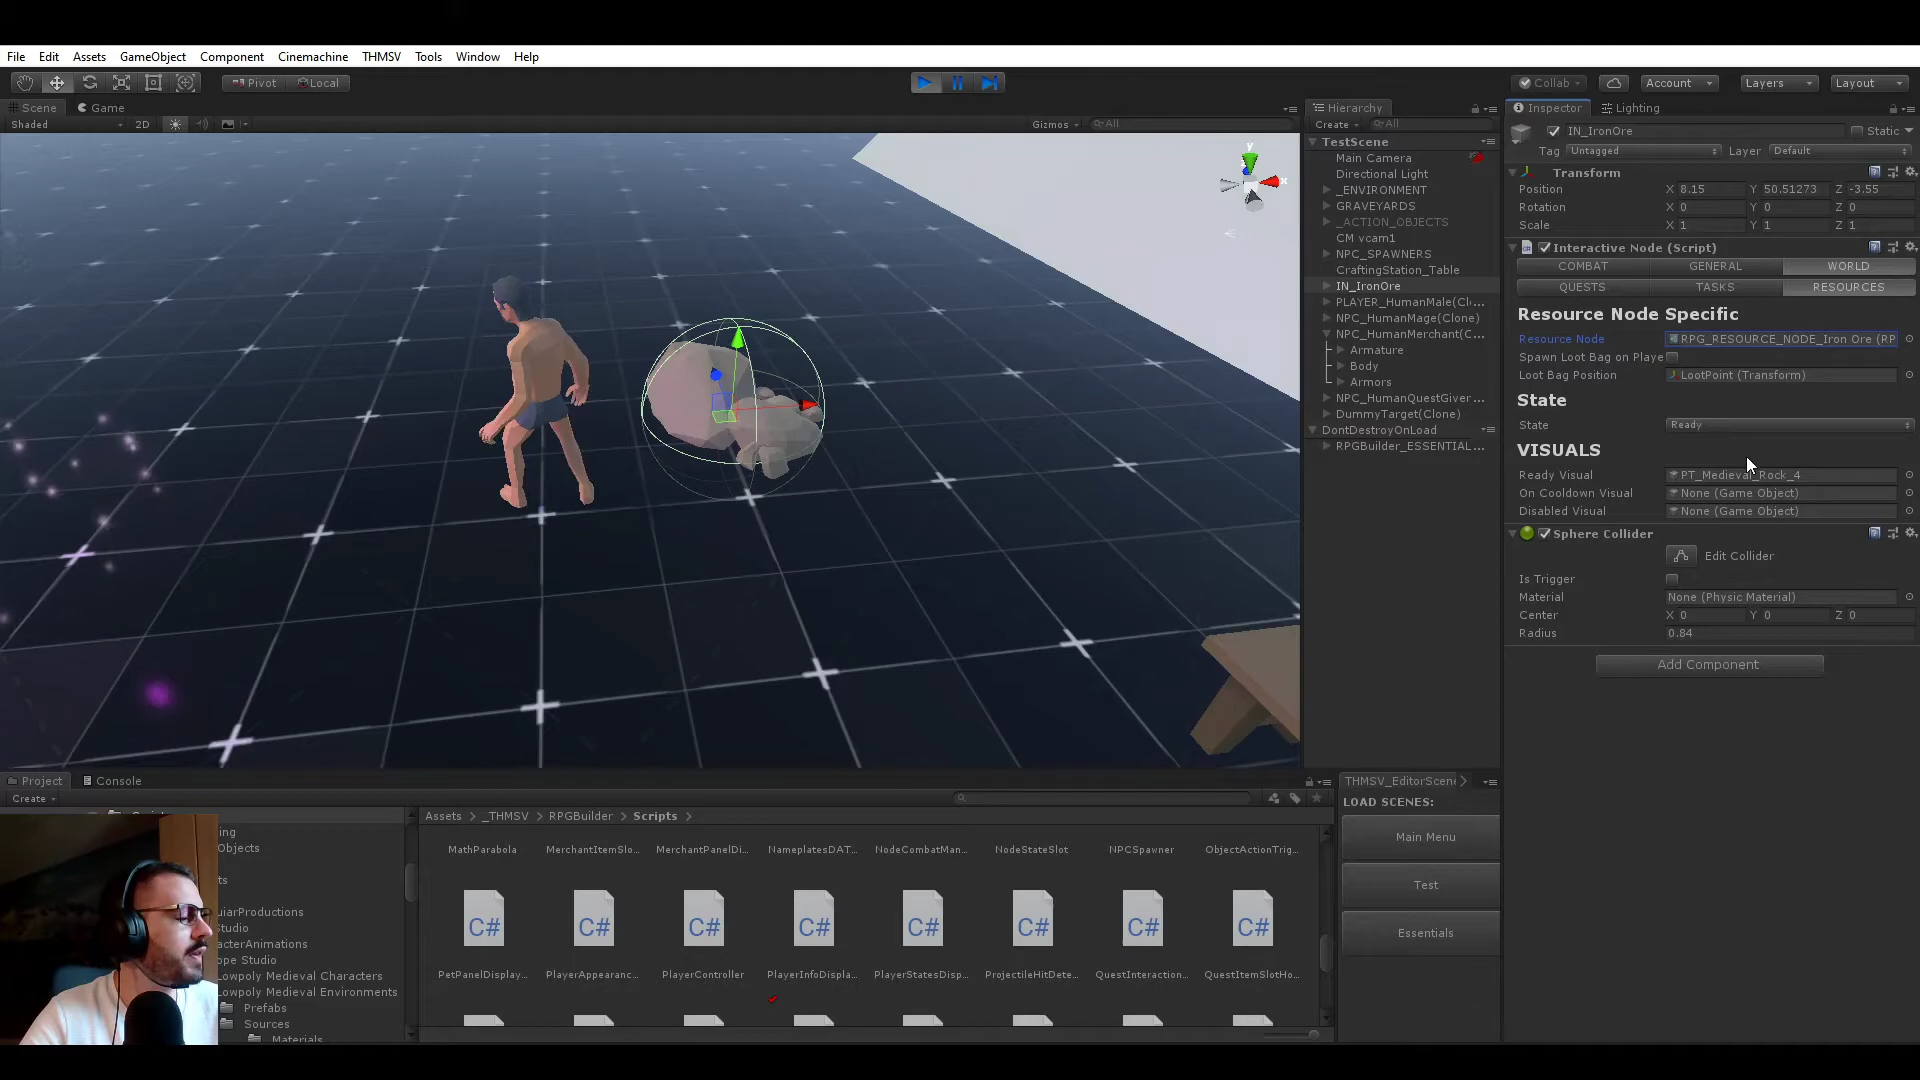 File Edit Assets GameObject Component Cinemachine THMSV Tools Window Help
Pivot Local Collab Account Layers Layout
Scene Game
Shaded 2D Gizmos All
x
y
Hierarchy
Create All
TestScene
Main Camera
Directional Light
_ENVIRONMENT
GRAVEYARDS
_ACTION_OBJECTS
CM vcam1
NPC_SPAWNERS
CraftingStation_Table
IN_IronOre
PLAYER_HumanMale(Clo...
NPC_HumanMage(Clone)
NPC_HumanMerchant(C...
Armature
Body
Armors
NPC_HumanQuestGiver...
DummyTarget(Clone)
DontDestroyOnLoad
RPGBuilder_ESSENTIAL...
Inspector Lighting
IN_IronOre Static
Tag Untagged Layer Default
Transform
Position X 8.15 Y 50.51273 Z -3.55
Rotation X 0 Y 0 Z 0
Scale X 1 Y 1 Z 1
Interactive Node (Script)
COMBAT GENERAL WORLD
QUESTS TASKS RESOURCES
Resource Node Specific
Resource Node RPG_RESOURCE_NODE_Iron Ore (RP
Spawn Loot Bag on Playe
Loot Bag Position LootPoint (Transform)
State
State Ready
VISUALS
Ready Visual PT_Medieval_Rock_4
On Cooldown Visual None (Game Object)
Disabled Visual None (Game Object)
Sphere Collider
Edit Collider
Is Trigger
Material None (Physic Material)
Center X 0 Y 0 Z 0
Radius 0.84
Add Component
Project Console
Create
Assets > _THMSV > RPGBuilder > Scripts >
MathParabola MerchantItemSlo... MerchantPanelDi... NameplatesDAT... NodeCombatMan... NodeStateSlot NPCSpawner ObjectActionTrig...
C# C# C# C# C# C# C# C#
PetPanelDisplay... PlayerAppearanc... PlayerController PlayerInfoDispla... PlayerStatesDisp... ProjectileHitDete... QuestInteraction... QuestItemSlotHo...
ing
Objects
ts
uiarProductions
Studio
acterAnimations
ope Studio
Lowpoly Medieval Characters
Lowpoly Medieval Environments
Prefabs
Sources
Materials
THMSV_EditorScene
LOAD SCENES:
Main Menu
Test
Essentials